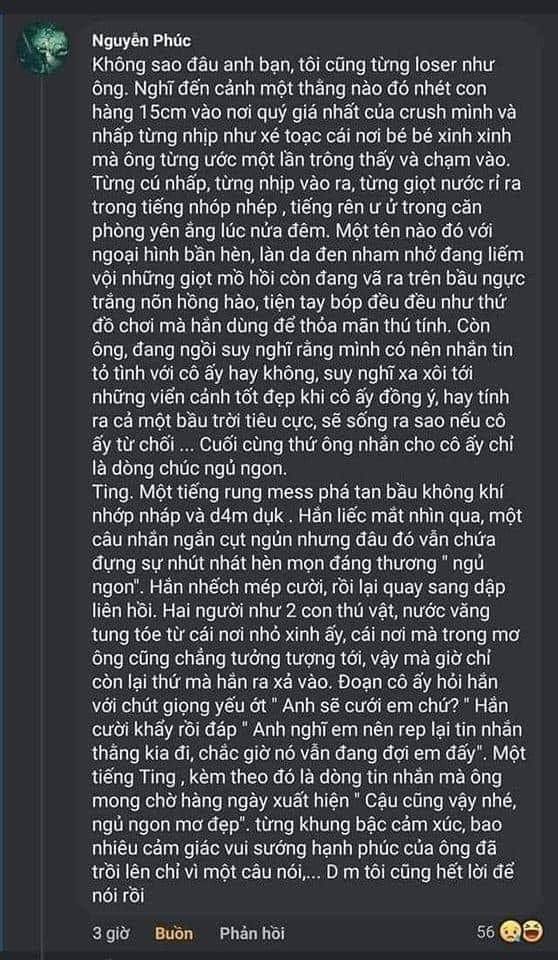 Nguyễn Phúc
Không sao đâu anh bạn, tôi cũng từng loser như
ông. Nghĩ đến cảnh một thằng nào đó nhét con
hàng 15cm vào nơi quý giá nhất của crush mình và
nhấp từng nhịp như xé toạc cái nơi bé bé xinh xinh
mà ông từng ước một lần trông thấy và chạm vào.
Từng cú nhấp, từng nhịp vào ra, từng giọt nước rỉ ra
trong tiếng nhóp nhép , tiếng rên ư ử trong căn
phòng yên ắng lúc nửa đêm. Một tên nào đó với
ngoại hình bần hèn, làn da đen nham nhở đang liếm
vội những giọt mồ hồi còn đang vã ra trên bầu ngực
trắng nõn hồng hào, tiện tay bóp đều đều như thứ
đồ chơi mà hắn dùng để thỏa mãn thú tính. Còn
ông, đang ngồi suy nghĩ rằng mình có nên nhắn tin
tỏ tình với cô ấy hay không, suy nghĩ xa xôi tới
những viển cảnh tốt đẹp khi cô ấy đồng ý, hay tính
ra cả một bầu trời tiêu cực, sẽ sống ra sao nếu cô
ấy từ chối ... Cuối cùng thứ ông nhắn cho cô ấy chỉ
là dòng chúc ngủ ngon.
Ting. Một tiếng rung mess phá tan bầu không khí
nhớp nháp và d4m dụk . Hắn liếc mắt nhìn qua, một
câu nhắn ngắn cụt ngủn nhưng đâu đó vẫn chứa
đựng sự nhút nhát hèn mọn đáng thương " ngủ
ngon". Hắn nhếch mép cười, rồi lại quay sang dập
liên hồi. Hai người như 2 con thú vật, nước văng
tung tóe từ cái nơi nhỏ xinh ấy, cái nơi mà trong mơ
ông cũng chẳng tưởng tượng tới, vậy mà giờ chỉ
còn lại thứ mà hắn ra xả vào. Đoạn cô ấy hỏi hắn
với chút giọng yếu ớt " Anh sẽ cưới em chứ? " Hắn
cười khẩy rồi đáp " Anh nghĩ em nên rep lại tin nhắn
thằng kia đi, chắc giờ nó vẫn đang đợi em đấy". Một
tiếng Ting , kèm theo đó là dòng tin nhắn mà ông
mong chờ hàng ngày xuất hiện " Cậu cũng vậy nhé,
ngủ ngon mơ đẹp". từng khung bậc cảm xúc, bao
nhiêu cảm giác vui sướng hạnh phúc của ông đã
trỗi lên chỉ vì một câu nói,... D m tôi cũng hết lời để
nói rồi
3 giờ Buồn Phản hồi 56